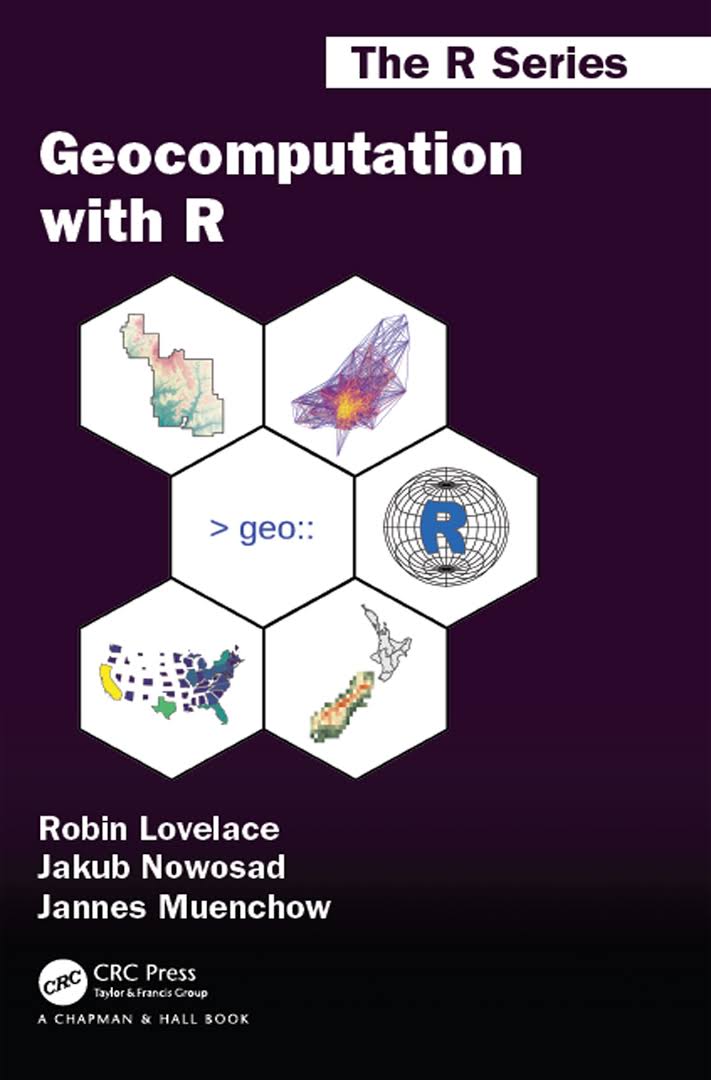 The R Series
Geocomputation
with R
> geo::
R
Robin Lovelace
Jakub Nowosad
Jannes Muenchow
CRC CRC Press
Taylor & Francis Group
A CHAPMAN & HALL BOOK